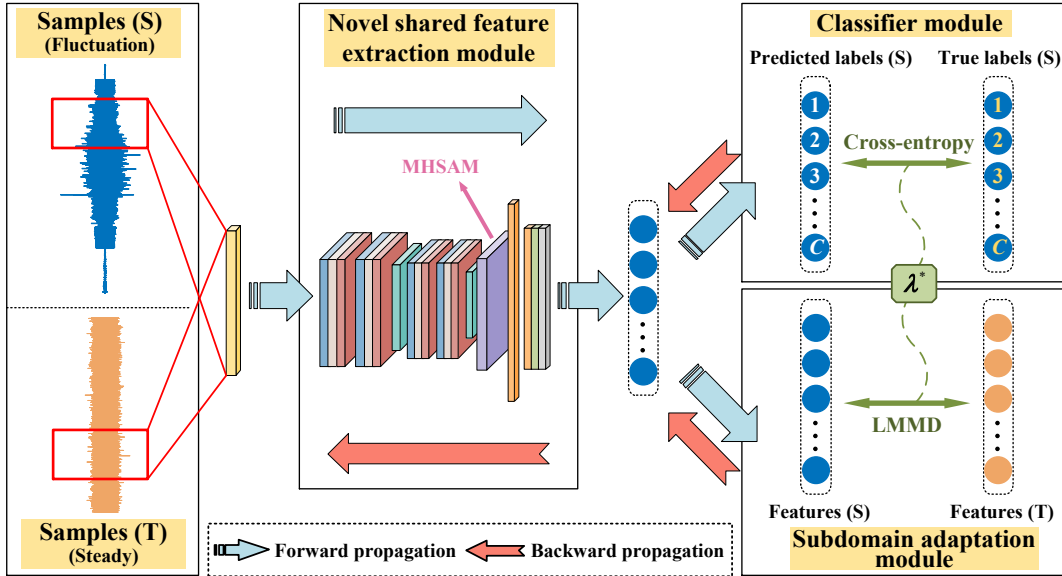 Samples (S)
(Fluctuation)
Samples (T)
(Steady)
Novel shared feature
extraction module
MHSAM
Classifier module
Predicted labels (S)
True labels (S)
1
2
3
C
Cross-entropy
1
2
3
C
λ*
LMMD
Features (S)
Features (T)
Subdomain adaptation
module
Forward propagation
Backward propagation